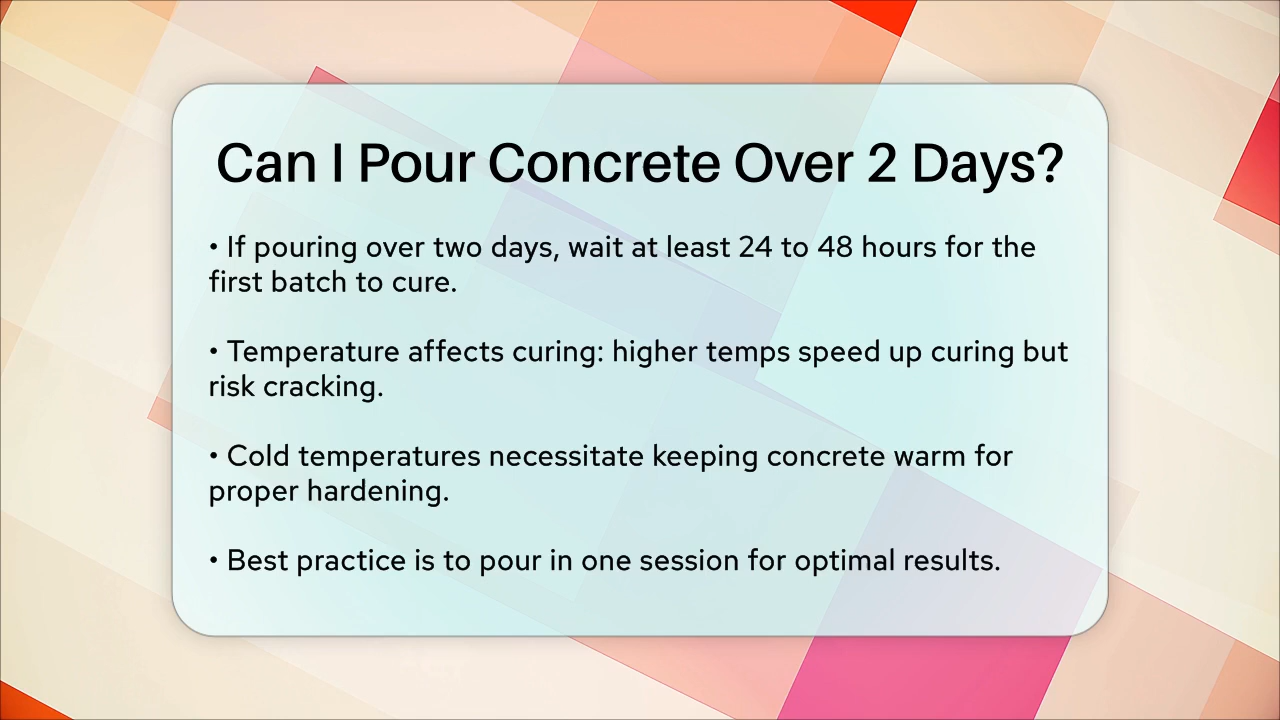 Can I Pour Concrete Over 2 Days?
• If pouring over two days, wait at least 24 to 48 hours for the
first batch to cure.
• Temperature affects curing: higher temps speed up curing but
risk cracking.
• Cold temperatures necessitate keeping concrete warm for
proper hardening.
• Best practice is to pour in one session for optimal results.